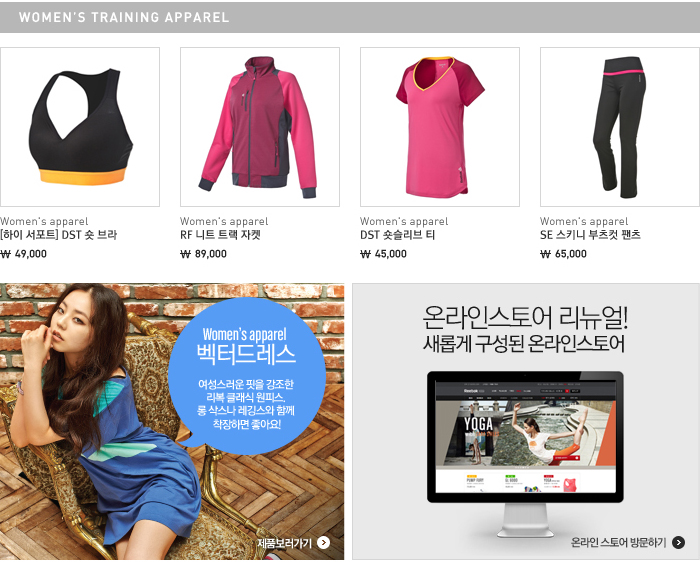 WOMEN'S TRAINING APPAREL
Women's apparel
[하이 서포트] DST 숏 브라
₩ 49,000
Women's apparel
RF 니트 트랙 자켓
₩ 89,000
Women's apparel
DST 숏슬리브 티
₩ 45,000
Women's apparel
SE 스키니 부츠컷 팬츠
₩ 65,000
Women's apparel
벡터드레스
여성스러운 핏을 강조한
리복 클래식 원피스,
롱 삭스나 레깅스와 함께
착장하면 좋아요!
제품보러가기
온라인스토어 리뉴얼!
새롭게 구성된 온라인스토어
Reebok
YOGA
PUMP FURY
YOGA
온라인 스토어 방문하기